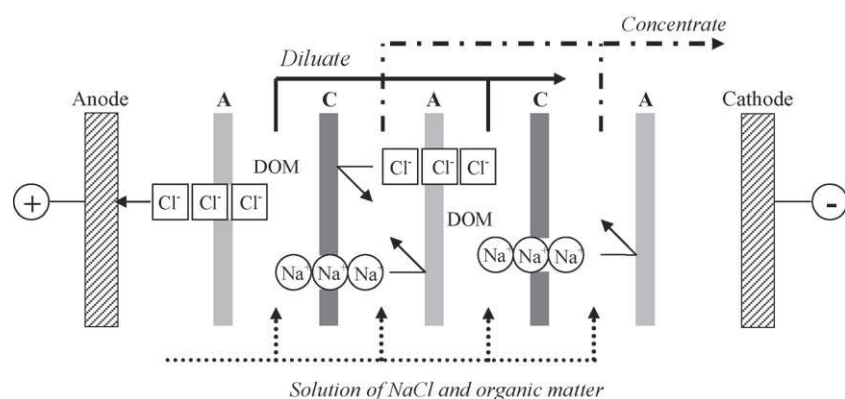 Concentrate
Diluate
Anode A C A C A Cathode
DOM Cl⁻ Cl⁻ Cl⁻
+ Cl⁻ Cl⁻ Cl⁻ -
DOM
Na⁺ Na⁺ Na⁺
Na⁺ Na⁺ Na⁺
Solution of NaCl and organic matter